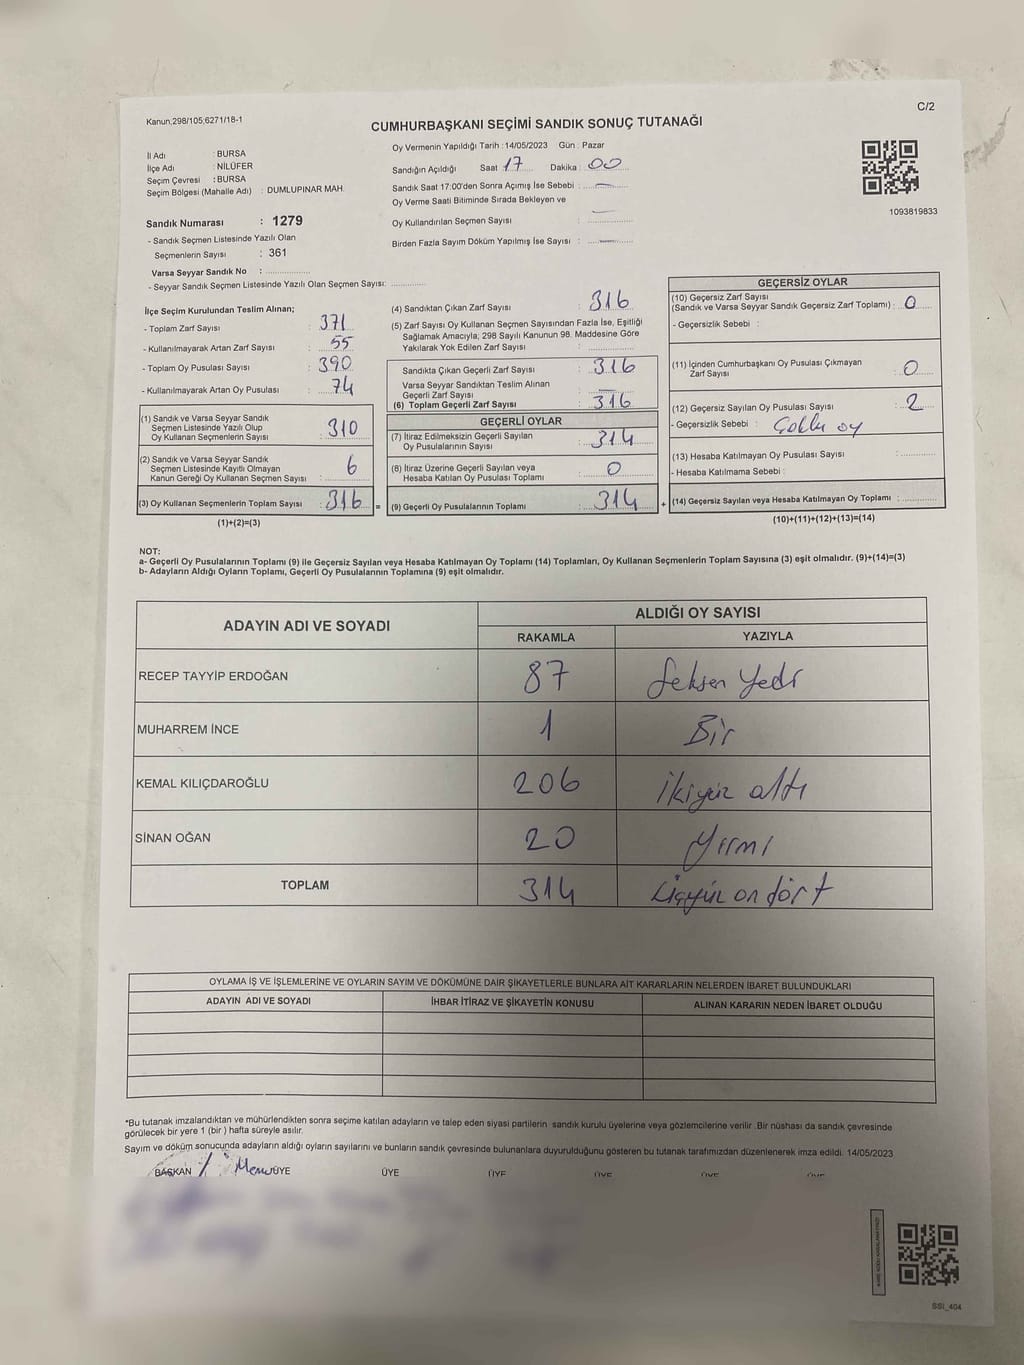 C/2
Kanun,298/105,6271/18-1
CUMHURBAŞKANI SEÇİMİ SANDIK SONUÇ TUTANAĞI
İl Adı : BURSA
İlçe Adı : NİLÜFER
Seçim Çevresi : BURSA
Seçim Bölgesi (Mahalle Adı) : DUMLUPINAR MAH.
Oy Vermenin Yapıldığı Tarih : 14/05/2023 Gün : Pazar
Sandığın Açıldığı Saat 17 Dakika : 00
Sandık Saat 17:00'den Sonra Açımış İse Sebebi : —
Oy Verme Saati Bitiminde Sırada Bekleyen ve
Oy Kullandırılan Seçmen Sayısı : —
Birden Fazla Sayım Döküm Yapılmış İse Sayısı : —
1093819833
Sandık Numarası : 1279
- Sandık Seçmen Listesinde Yazılı Olan
Seçmenlerin Sayısı : 361
Varsa Seyyar Sandık No :
- Seyyar Sandık Seçmen Listesinde Yazılı Olan Seçmen Sayısı:
İlçe Seçim Kurulundan Teslim Alınan;
- Toplam Zarf Sayısı : 371
- Kullanılmayarak Artan Zarf Sayısı : 55
- Toplam Oy Pusulası Sayısı : 390
- Kullanılmayarak Artan Oy Pusulası : 74
(1) Sandık ve Varsa Seyyar Sandık
Seçmen Listesinde Yazılı Olup
Oy Kullanan Seçmenlerin Sayısı : 310
(2) Sandık ve Varsa Seyyar Sandık
Seçmen Listesinde Kayıtlı Olmayan
Kanun Gereği Oy Kullanan Seçmen Sayısı : 6
(3) Oy Kullanan Seçmenlerin Toplam Sayısı : 316 =
(1)+(2)=(3)
(4) Sandıktan Çıkan Zarf Sayısı : 316
(5) Zarf Sayısı Oy Kullanan Seçmen Sayısından Fazla İse, Eşitliği
Sağlamak Amacıyla; 298 Sayılı Kanunun 98. Maddesine Göre
Yakılarak Yok Edilen Zarf Sayısı :
Sandıkta Çıkan Geçerli Zarf Sayısı : 316
Varsa Seyyar Sandıktan Teslim Alınan
Geçerli Zarf Sayısı : —
(6) Toplam Geçerli Zarf Sayısı : 316
GEÇERLİ OYLAR
(7) İtiraz Edilmeksizin Geçerli Sayılan
Oy Pusulalarının Sayısı : 314
(8) İtiraz Üzerine Geçerli Sayılan veya
Hesaba Katılan Oy Pusulası Toplamı : 0
(9) Geçerli Oy Pusulalarının Toplamı : 314 +
GEÇERSİZ OYLAR
(10) Geçersiz Zarf Sayısı
(Sandık ve Varsa Seyyar Sandık Geçersiz Zarf Toplamı) : 0
- Geçersizlik Sebebi :
(11) İçinden Cumhurbaşkanı Oy Pusulası Çıkmayan
Zarf Sayısı : 0
(12) Geçersiz Sayılan Oy Pusulası Sayısı : 2
- Geçersizlik Sebebi : Çoklu oy
(13) Hesaba Katılmayan Oy Pusulası Sayısı :
- Hesaba Katılmama Sebebi :
(14) Geçersiz Sayılan veya Hesaba Katılmayan Oy Toplamı :
(10)+(11)+(12)+(13)=(14)
NOT:
a- Geçerli Oy Pusulalarının Toplamı (9) ile Geçersiz Sayılan veya Hesaba Katılmayan Oy Toplamı (14) Toplamları, Oy Kullanan Seçmenlerin Toplam Sayısına (3) eşit olmalıdır. (9)+(14)=(3)
b- Adayların Aldığı Oyların Toplamı, Geçerli Oy Pusulalarının Toplamına (9) eşit olmalıdır.
ADAYIN ADI VE SOYADI ALDIĞI OY SAYISI
RAKAMLA YAZIYLA
RECEP TAYYİP ERDOĞAN 87 Seksen Yedi
MUHARREM İNCE 1 Bir
KEMAL KILIÇDAROĞLU 206 İkiyüz altı
SİNAN OĞAN 20 Yirmi
TOPLAM 314 Üçyüz on dört
OYLAMA İŞ VE İŞLEMLERİNE VE OYLARIN SAYIM VE DÖKÜMÜNE DAİR ŞİKAYETLERLE BUNLARA AİT KARARLARIN NELERDEN İBARET BULUNDUKLARI
ADAYIN ADI VE SOYADI İHBAR İTİRAZ VE ŞİKAYETİN KONUSU ALINAN KARARIN NEDEN İBARET OLDUĞU
*Bu tutanak imzalandıktan ve mühürlendikten sonra seçime katılan adayların ve talep eden siyasi partilerin sandık kurulu üyelerine veya gözlemcilerine verilir .Bir nüshası da sandık çevresinde
görülecek bir yere 1 (bir ) hafta süreyle asılır.
Sayım ve döküm sonucunda adayların aldığı oyların sayılarını ve bunların sandık çevresinde bulunanlara duyurulduğunu gösteren bu tutanak tarafımızdan düzenlenerek imza edildi. 14/05/2023
BAŞKAN ÜYE ÜYE ÜYE ÜYE ÜYE ÜYE
SSI_404